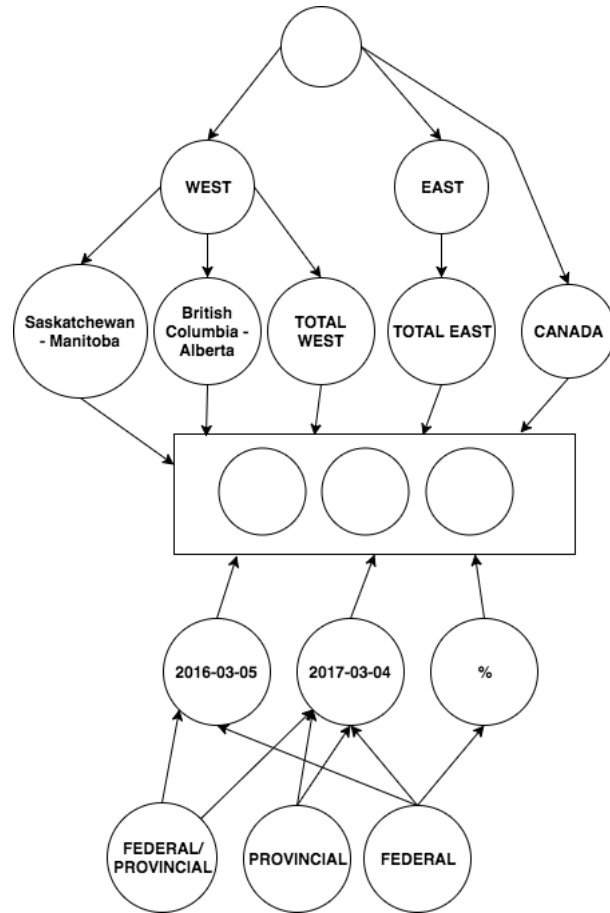 WEST
EAST
Saskatchewan
- Manitoba
British
Columbia -
Alberta
TOTAL
WEST
TOTAL EAST
CANADA
2016-03-05
2017-03-04
%
FEDERAL/
PROVINCIAL
PROVINCIAL
FEDERAL